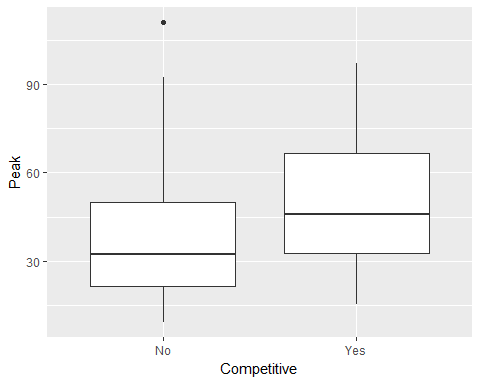 90
60
30
Peak
No
Yes
Competitive